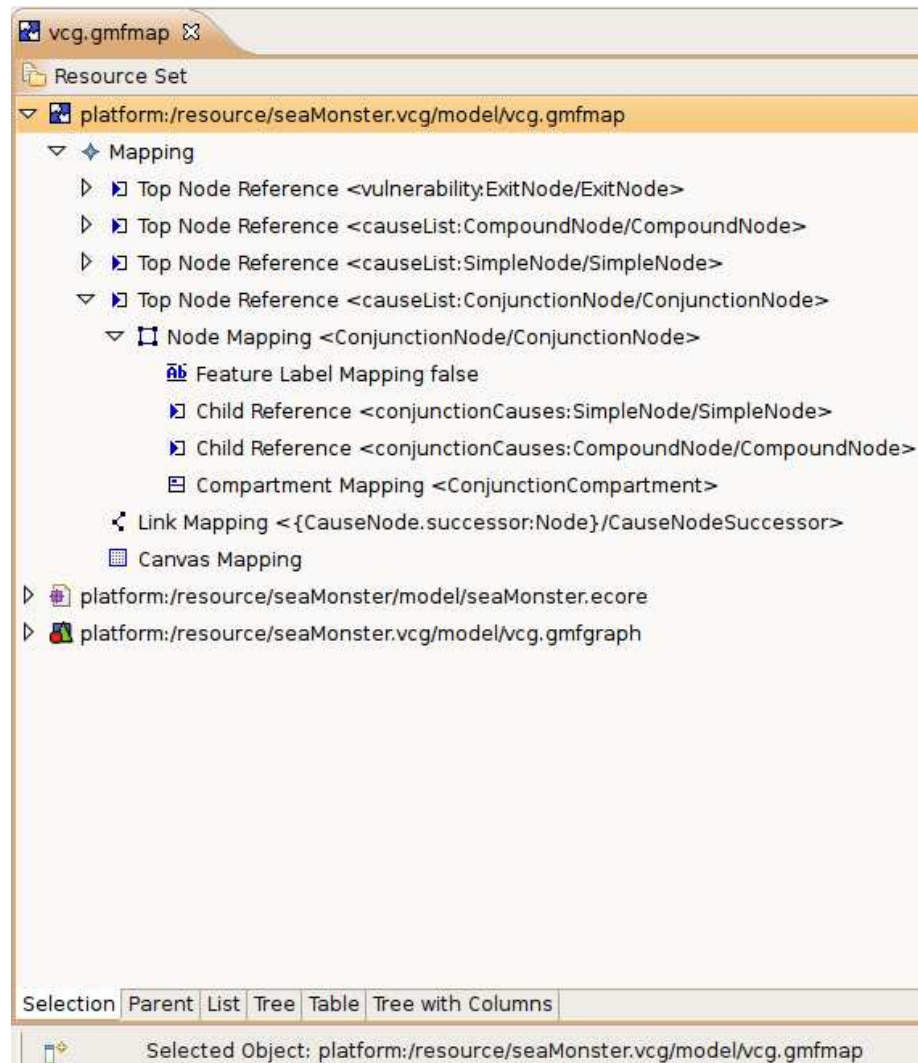 vcg.gmfmap
Resource Set
platform:/resource/seaMonster.vcg/model/vcg.gmfmap
Mapping
Top Node Reference <vulnerability:ExitNode/ExitNode>
Top Node Reference <causeList:CompoundNode/CompoundNode>
Top Node Reference <causeList:SimpleNode/SimpleNode>
Top Node Reference <causeList:ConjunctionNode/ConjunctionNode>
Node Mapping <ConjunctionNode/ConjunctionNode>
Ab Feature Label Mapping false
Child Reference <conjunctionCauses:SimpleNode/SimpleNode>
Child Reference <conjunctionCauses:CompoundNode/CompoundNode>
Compartment Mapping <ConjunctionCompartment>
Link Mapping <{CauseNode.successor:Node}/CauseNodeSuccessor>
Canvas Mapping
platform:/resource/seaMonster/model/seaMonster.ecore
platform:/resource/seaMonster.vcg/model/vcg.gmfgraph
Selection Parent List Tree Table Tree with Columns
Selected Object: platform:/resource/seaMonster.vcg/model/vcg.gmfmap